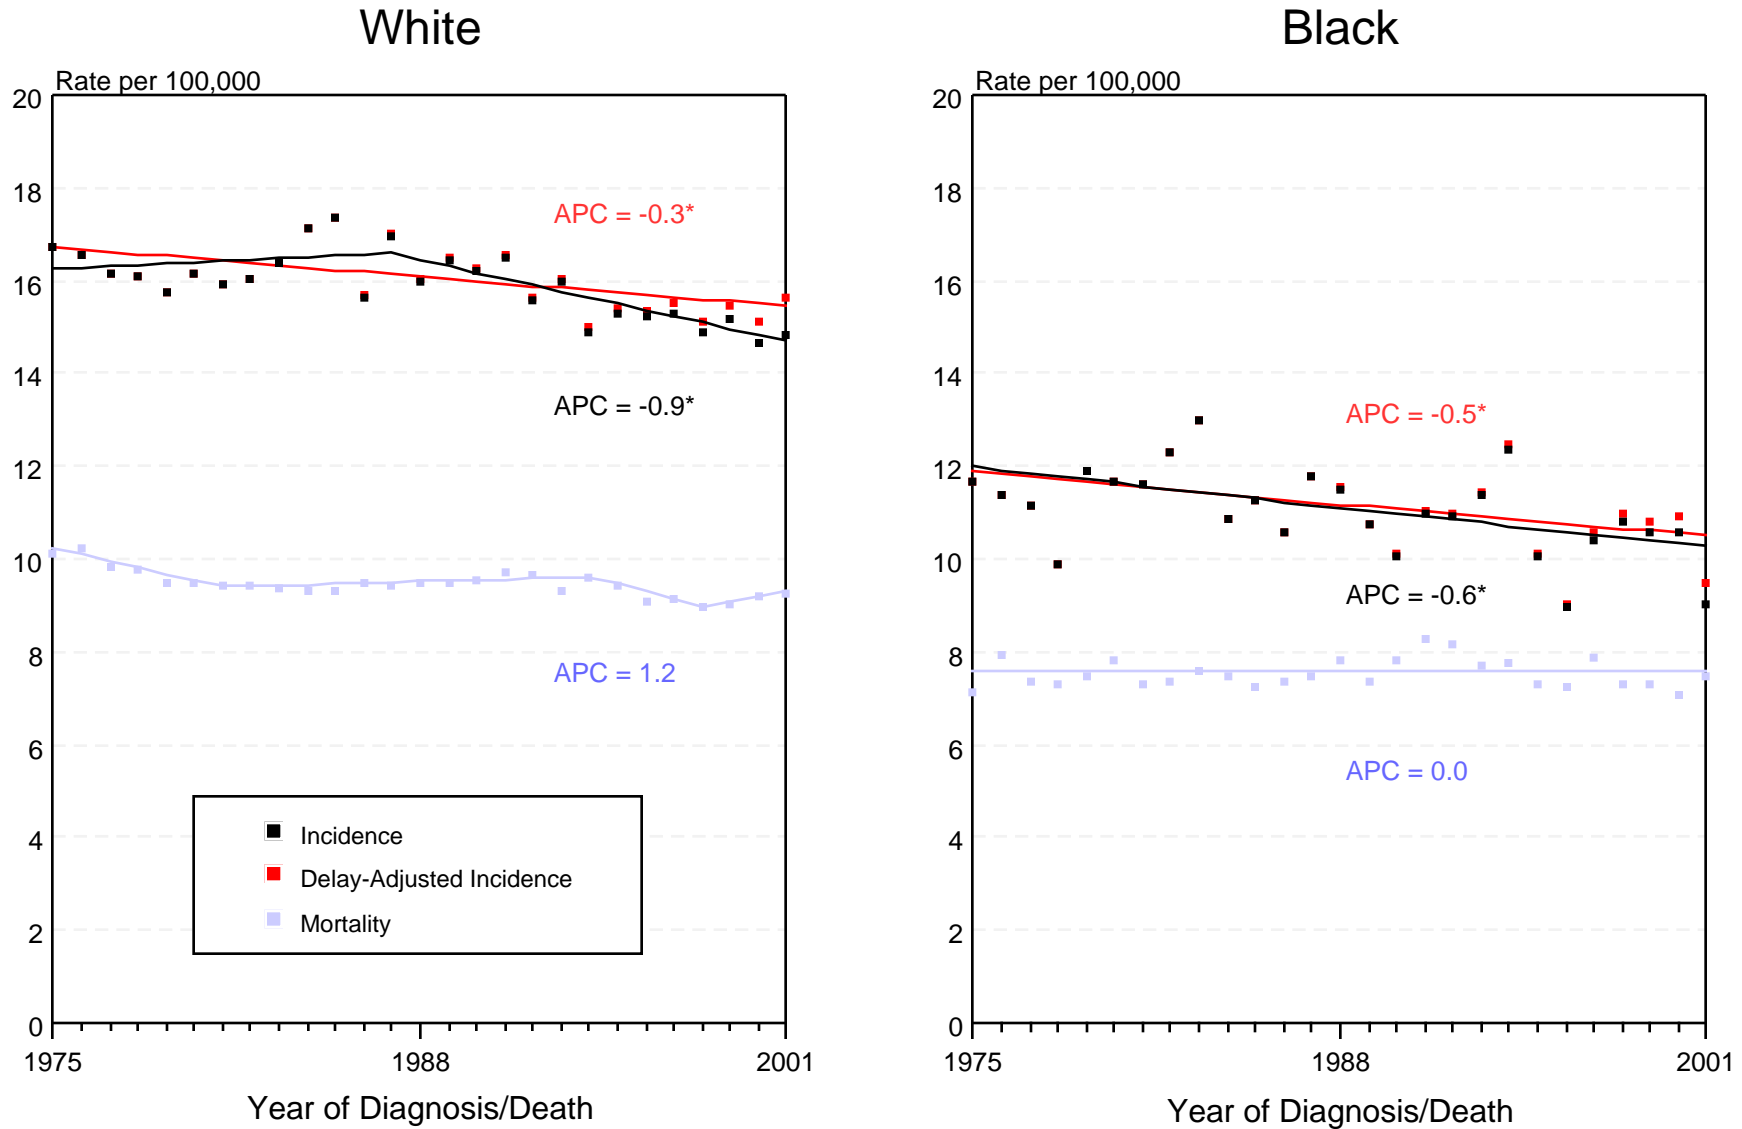 White
Rate per 100,000
20
18
16
14
12
10
8
6
4
2
0
APC = -0.3*
APC = -0.9*
APC = 1.2
Incidence
Delay-Adjusted Incidence
Mortality
1975 1988 2001
Year of Diagnosis/Death
Black
Rate per 100,000
20
18
16
14
12
10
8
6
4
2
0
APC = -0.5*
APC = -0.6*
APC = 0.0
1975 1988 2001
Year of Diagnosis/Death